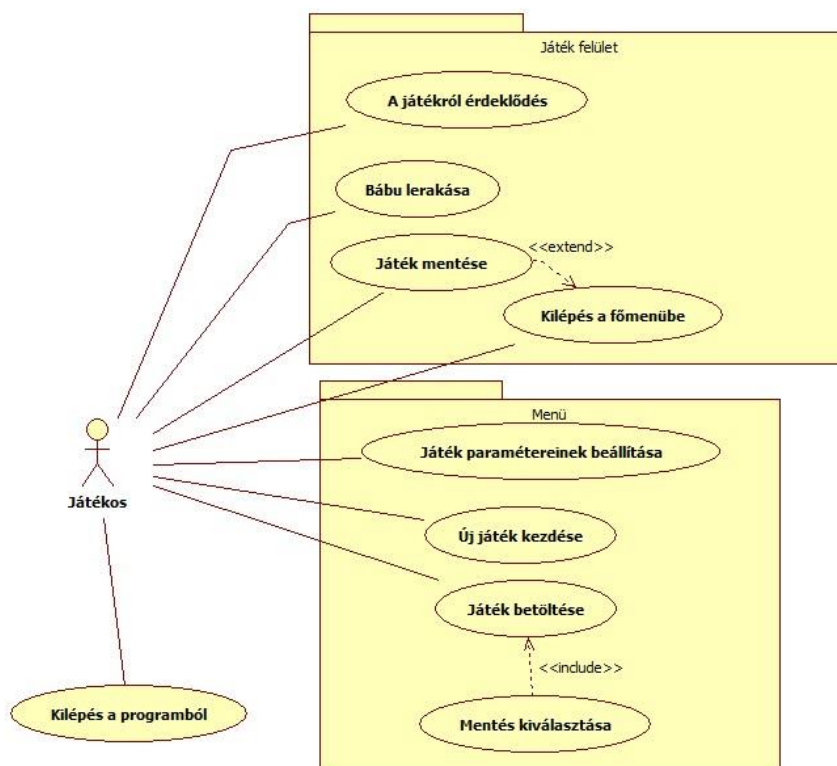 Játék felület
A játékról érdeklődés
Bábu lerakása
<<extend>>
Játék mentése
Kilépés a főmenübe
Menü
Játék paramétereinek beállítása
Játékos
Új játék kezdése
Játék betöltése
<<include>>
Kilépés a programból
Mentés kiválasztása